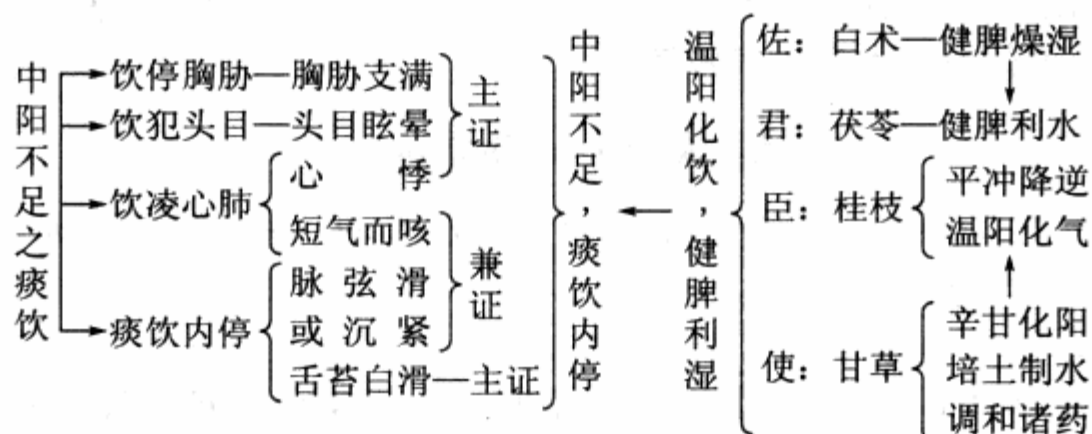 中阳不足之痰饮
饮停胸胁—胸胁支满
饮犯头目—头目眩晕
饮凌心肺
心悸
短气而咳
痰饮内停
脉弦滑
或沉紧
舌苔白滑—主证
主证
兼证
中阳不足，痰饮内停
温阳化饮，健脾利湿
佐：白术—健脾燥湿
君：茯苓—健脾利水
臣：桂枝
平冲降逆
温阳化气
使：甘草
辛甘化阳
培土制水
调和诸药